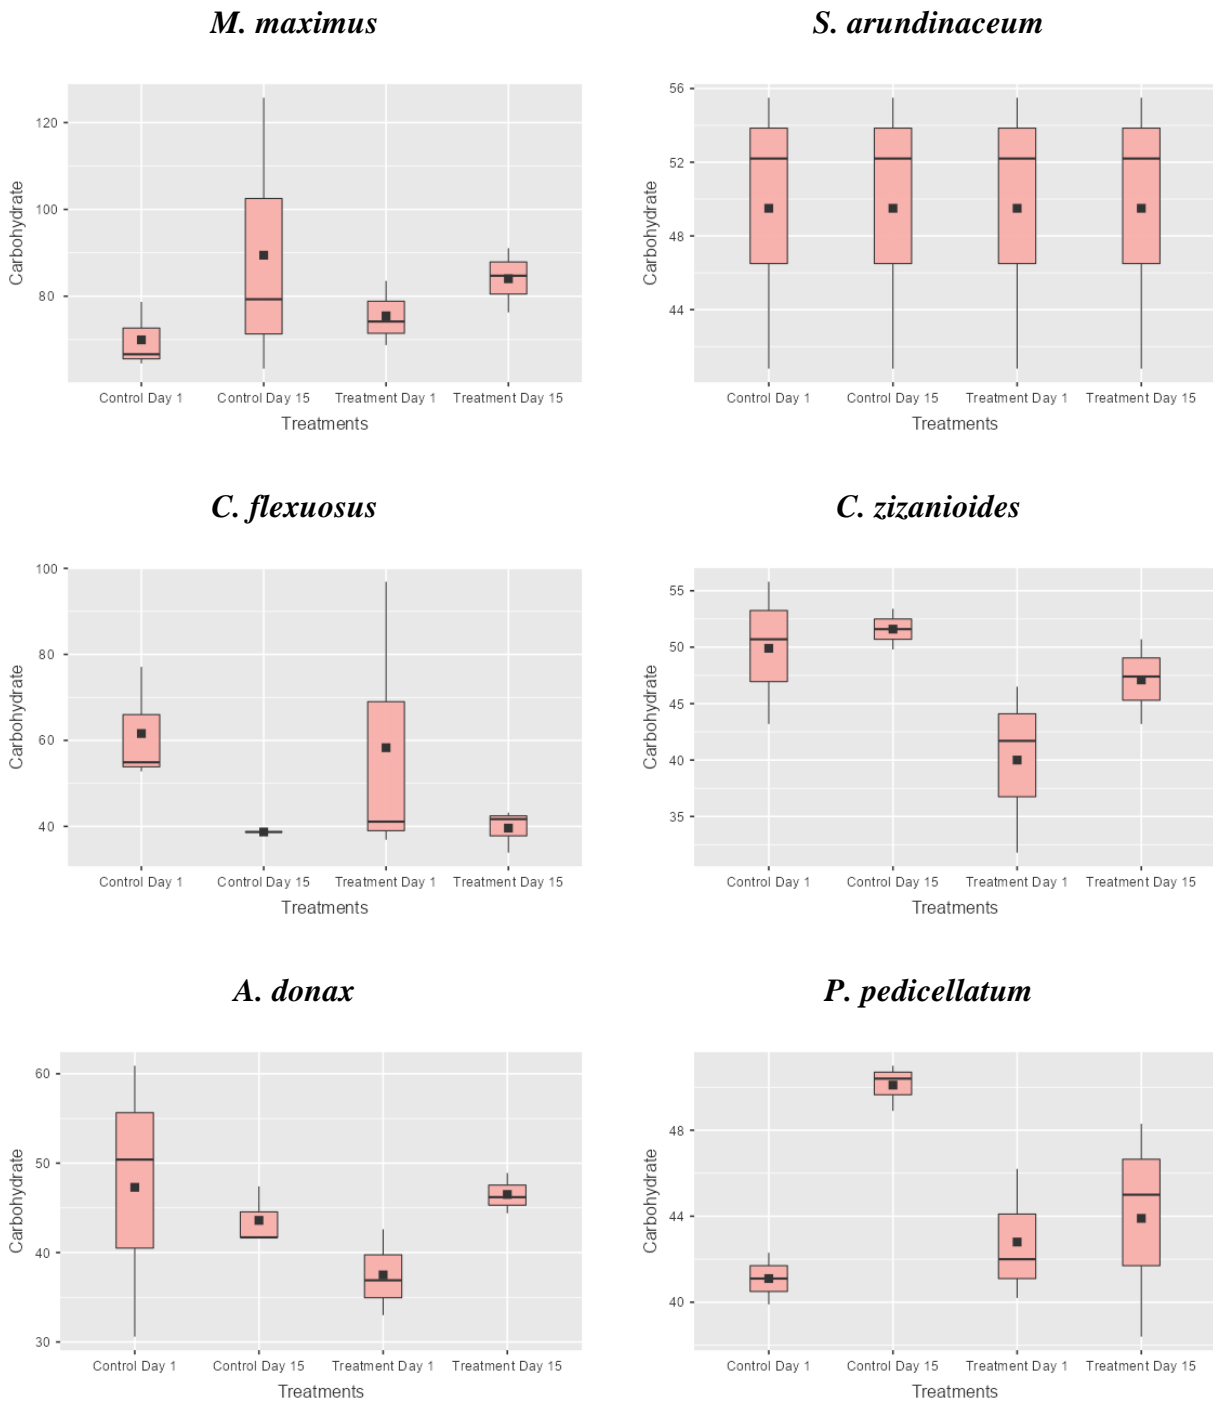 M. maximus
S. arundinaceum
120
100
80
Carbohydrate
Control Day 1 Control Day 15 Treatment Day 1 Treatment Day 15
Treatments
56
52
48
44
Carbohydrate
Control Day 1 Control Day 15 Treatment Day 1 Treatment Day 15
Treatments
C. flexuosus
C. zizanioides
100
80
60
40
Carbohydrate
Control Day 1 Control Day 15 Treatment Day 1 Treatment Day 15
Treatments
55
50
45
40
35
Carbohydrate
Control Day 1 Control Day 15 Treatment Day 1 Treatment Day 15
Treatments
A. donax
P. pedicellatum
60
50
40
30
Carbohydrate
Control Day 1 Control Day 15 Treatment Day 1 Treatment Day 15
Treatments
48
44
40
Carbohydrate
Control Day 1 Control Day 15 Treatment Day 1 Treatment Day 15
Treatments